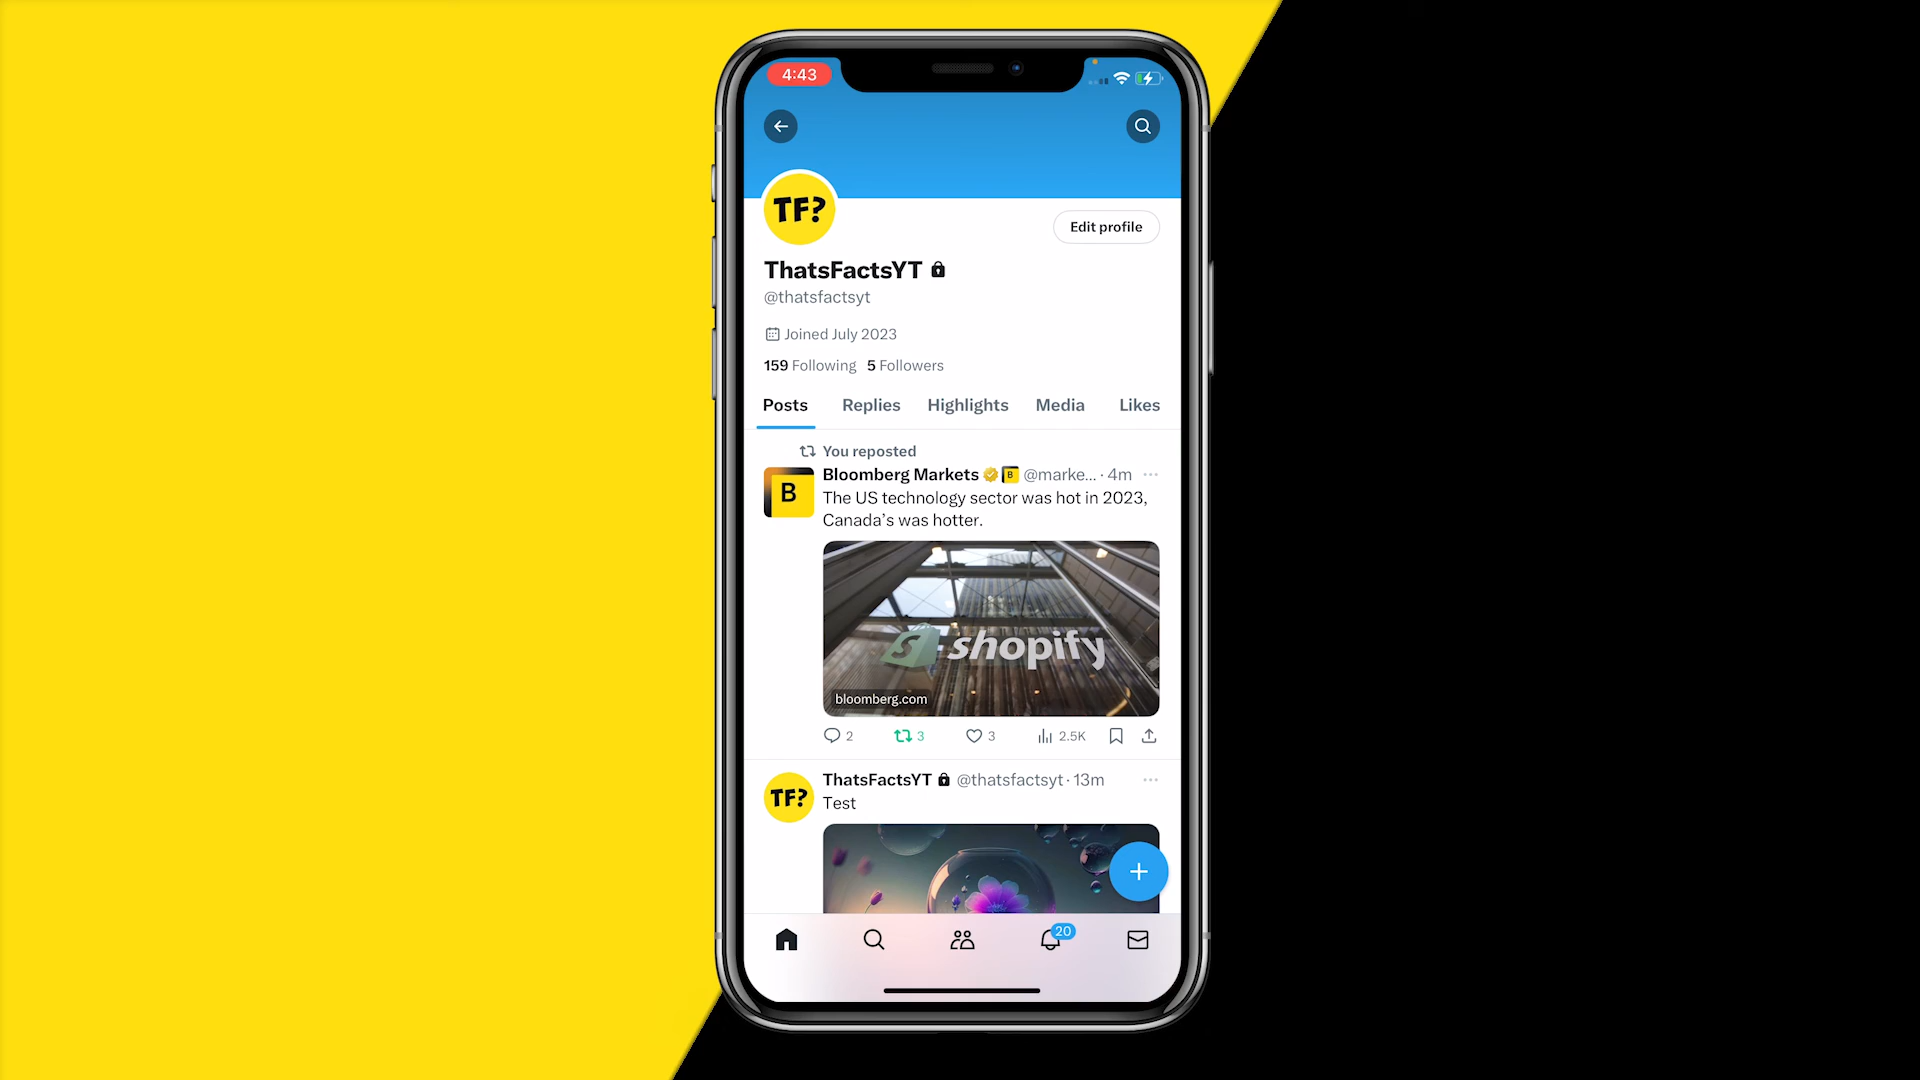 4:43
TF?
Edit profile
ThatsFactsYT
@thatsfactsyt
Joined July 2023
159 Following 5 Followers
Posts Replies Highlights Media Likes
You reposted
B Bloomberg Markets B @marke... · 4m
The US technology sector was hot in 2023,
Canada’s was hotter.
S shopify
bloomberg.com
2 3 3 2.5K
TF? ThatsFactsYT @thatsfactsyt · 13m
Test
20